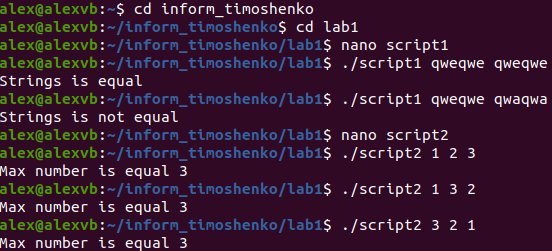 alex@alexvb:~$ cd inform_timoshenko
alex@alexvb:~/inform_timoshenko$ cd lab1
alex@alexvb:~/inform_timoshenko/lab1$ nano script1
alex@alexvb:~/inform_timoshenko/lab1$ ./script1 qweqwe qweqwe
Strings is equal
alex@alexvb:~/inform_timoshenko/lab1$ ./script1 qweqwe qwaqwa
Strings is not equal
alex@alexvb:~/inform_timoshenko/lab1$ nano script2
alex@alexvb:~/inform_timoshenko/lab1$ ./script2 1 2 3
Max number is equal 3
alex@alexvb:~/inform_timoshenko/lab1$ ./script2 1 3 2
Max number is equal 3
alex@alexvb:~/inform_timoshenko/lab1$ ./script2 3 2 1
Max number is equal 3